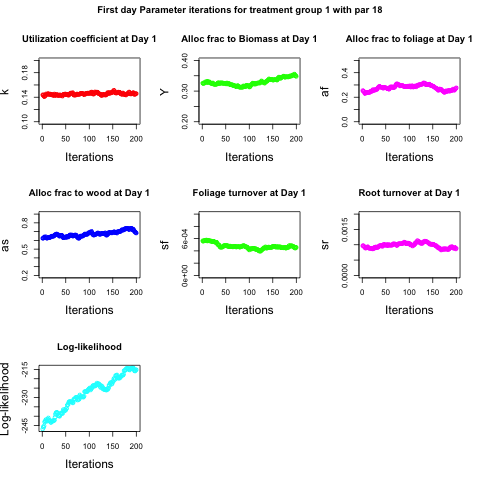 First day Parameter iterations for treatment group 1 with par 18
Utilization coefficient at Day 1
k
0.10 0.14 0.18
0 50 100 150 200
Iterations
Alloc frac to Biomass at Day 1
Y
0.20 0.30 0.40
0 50 100 150 200
Iterations
Alloc frac to foliage at Day 1
af
0.0 0.2 0.4
0 50 100 150 200
Iterations
Alloc frac to wood at Day 1
as
0.2 0.5 0.8
0 50 100 150 200
Iterations
Foliage turnover at Day 1
sf
0e+00 6e-04
0 50 100 150 200
Iterations
Root turnover at Day 1
sr
0.0000 0.0015
0 50 100 150 200
Iterations
Log-likelihood
Log-likelihood
-245 -230 -215
0 50 100 150 200
Iterations